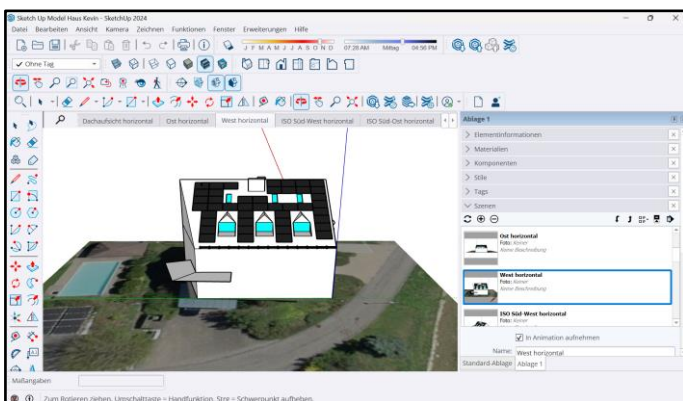 Sketch Up Model Haus Kevin - SketchUp 2024
Datei Bearbeiten Ansicht Kamera Zeichnen Funktionen Fenster Erweiterungen Hilfe
J F M A M J J A S O N D 07:28 AM Mittag 04:56 PM
Ohne Tag
Dachaufsicht horizontal Ost horizontal West horizontal ISO Süd-West horizontal ISO Süd-Ost horizontal
Ablage 1
Elementinformationen
Materialien
Komponenten
Stile
Tags
Szenen
Ost horizontal
Foto: Keiner
Keine Beschreibung
West horizontal
Foto: Keiner
Keine Beschreibung
ISO Süd-West horizontal
Foto: Keiner
In Animation aufnehmen
Name: West horizontal
Standard Ablage Ablage 1
Maßangaben
Zum Rotieren ziehen. Umschalttaste = Handfunktion, Strg = Schwerpunkt aufheben.